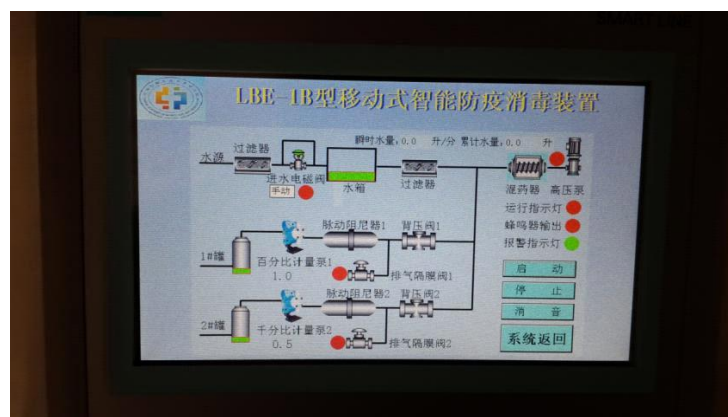 SMART LINE
LBE-1B型移动式智能防疫消毒装置
瞬时水量:0.0 升/分 累计水量:0.0 升
水源
过滤器
进水电磁阀
手动
水箱
过滤器
混药器
高压泵
运行指示灯
蜂鸣器输出
报警指示灯
脉动阻尼器1
背压阀1
1#罐
百分比计量泵1
1.0
排气隔膜阀1
启 动
停 止
消 音
系统返回
脉动阻尼器2
背压阀2
2#罐
千分比计量泵2
0.5
排气隔膜阀2